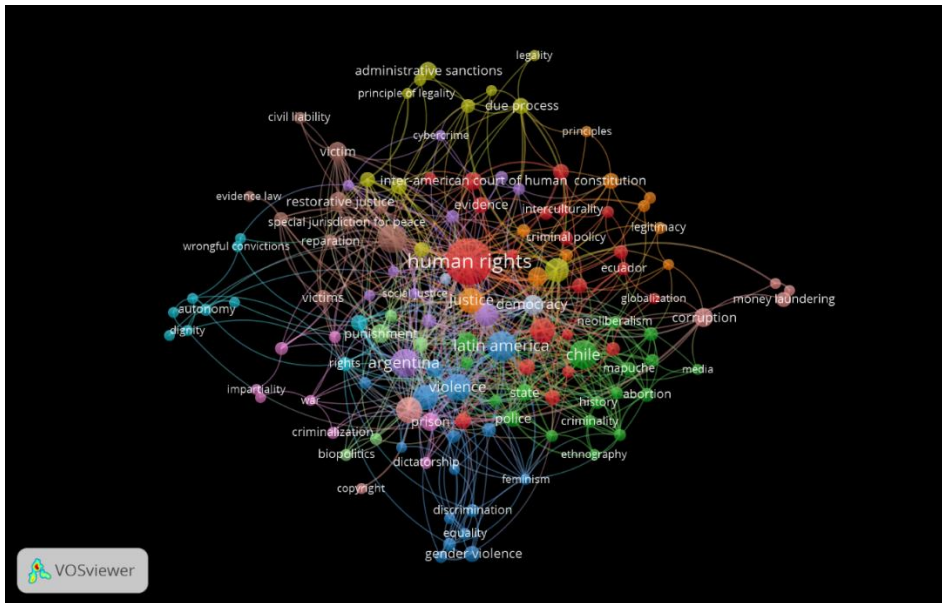 legality
administrative sanctions
principle of legality
due process
civil liability
cybercrime
principles
victim
inter-american court of human
constitution
evidence law
restorative justice
evidence
interculturality
special jurisdiction for peace
legitimacy
wrongful convictions
reparation
criminal policy
human rights
ecuador
social justice
victims
justice
democracy
globalization
money laundering
autonomy
neoliberalism
corruption
dignity
punishment
latin america
chile
rights
argentina
mapuche
media
impartiality
violence
state
abortion
war
history
prison
police
criminality
criminalization
biopolitics
dictatorship
ethnography
copyright
feminism
discrimination
equality
gender violence
VOSviewer